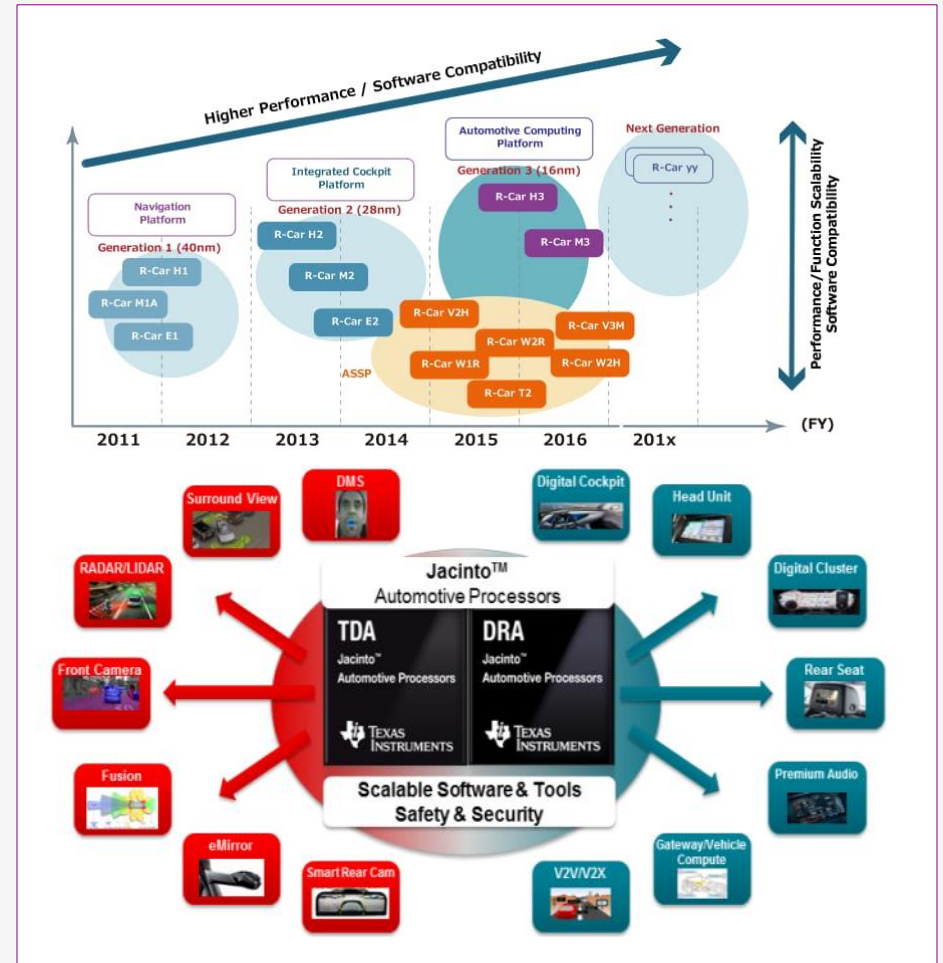 Higher Performance / Software Compatibility
Performance/Function Scalability
Software Compatibility
Navigation
Platform
Generation 1 (40nm)
R-Car H1
R-Car M1A
R-Car E1
Integrated Cockpit
Platform
Generation 2 (28nm)
R-Car H2
R-Car M2
R-Car E2
Automotive Computing
Platform
Generation 3 (16nm)
R-Car H3
R-Car M3
Next Generation
R-Car yy
ASSP
R-Car V2H
R-Car V3M
R-Car W2R
R-Car W1R
R-Car W2H
R-Car T2
2011
2012
2013
2014
2015
2016
201x
(FY)
DMS
Digital Cockpit
Surround View
Head Unit
RADAR/LIDAR
Digital Cluster
Front Camera
Rear Seat
Fusion
Premium Audio
eMirror
Gateway/Vehicle
Compute
Smart Rear Cam
V2V/V2X
Jacinto™
Automotive Processors
TDA
Jacinto™
Automotive Processors
TEXAS
INSTRUMENTS
DRA
Jacinto™
Automotive Processors
TEXAS
INSTRUMENTS
Scalable Software & Tools
Safety & Security